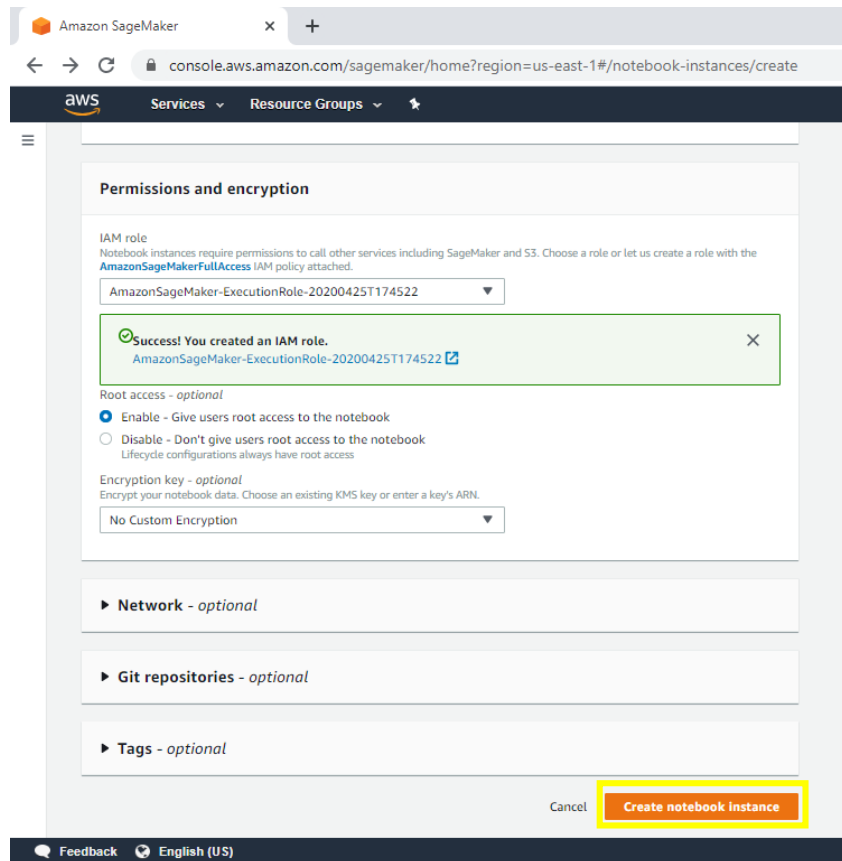 Amazon SageMaker
console.aws.amazon.com/sagemaker/home?region=us-east-1#/notebook-instances/create
aws Services Resource Groups
Permissions and encryption
IAM role
Notebook instances require permissions to call other services including SageMaker and S3. Choose a role or let us create a role with the
AmazonSageMakerFullAccess IAM policy attached.
AmazonSageMaker-ExecutionRole-20200425T174522
Success! You created an IAM role.
AmazonSageMaker-ExecutionRole-20200425T174522
Root access - optional
Enable - Give users root access to the notebook
Disable - Don't give users root access to the notebook
Lifecycle configurations always have root access
Encryption key - optional
Encrypt your notebook data. Choose an existing KMS key or enter a key's ARN.
No Custom Encryption
Network - optional
Git repositories - optional
Tags - optional
Cancel Create notebook instance
Feedback English (US)